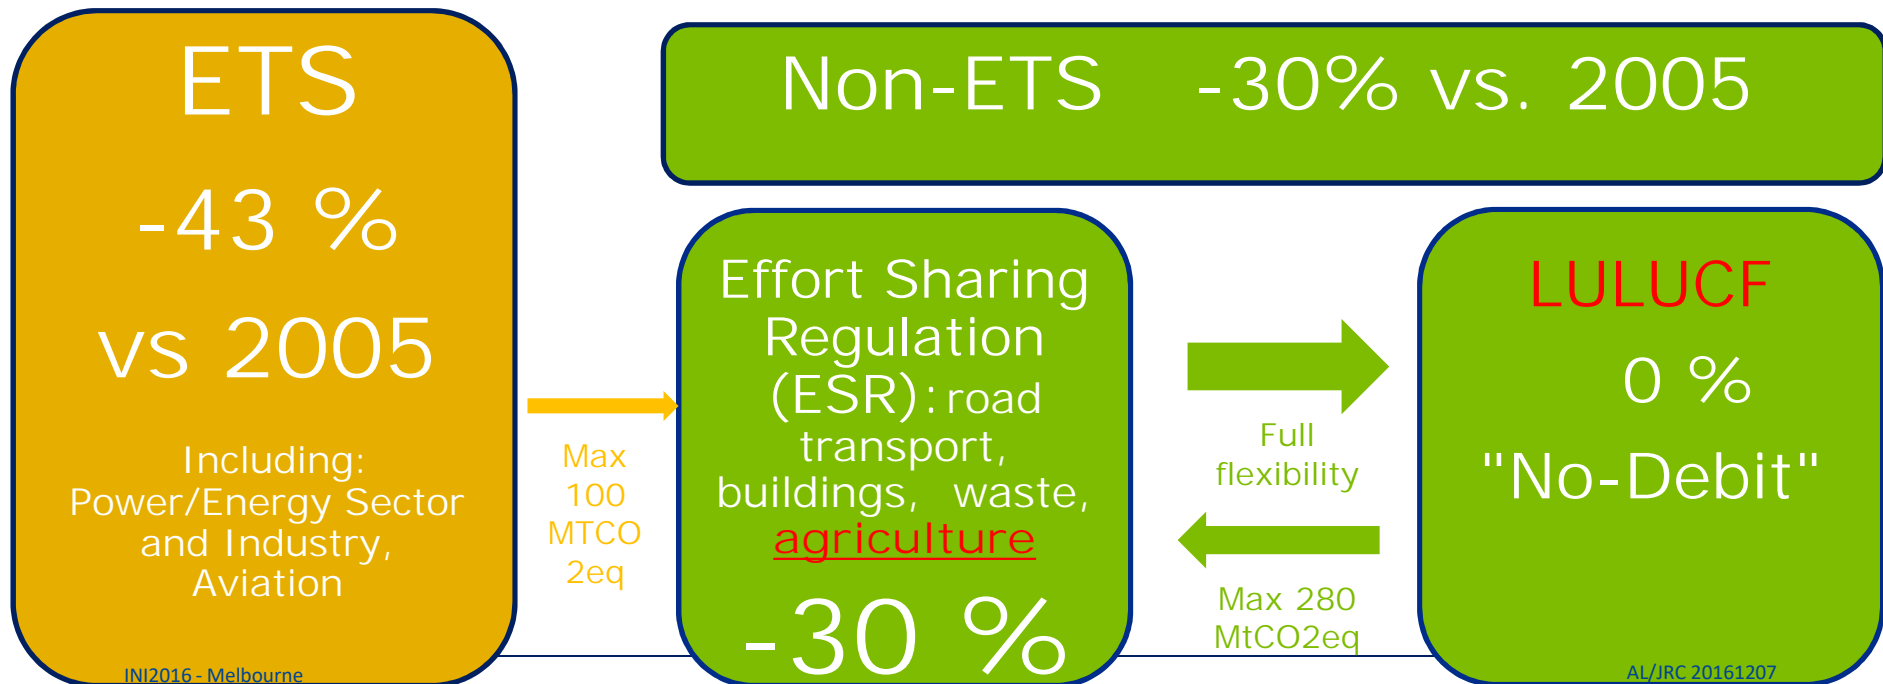 ETS
-43 %
vs 2005
Including:
Power/Energy Sector
and Industry,
Aviation
Non-ETS -30% vs. 2005
Max
100
MTCO
2eq
Effort Sharing
Regulation
(ESR): road
transport,
buildings, waste,
agriculture
-30 %
Full
flexibility
Max 280
MtCO2eq
LULUCF
0 %
"No-Debit"
INI2016 - Melbourne
AL/JRC 20161207